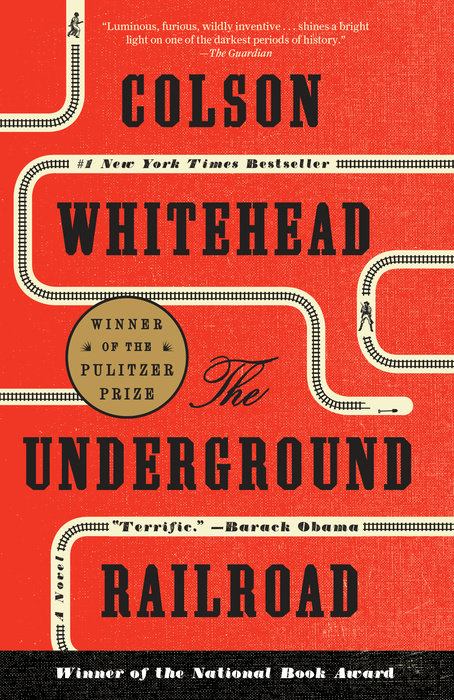 “Luminous, furious, wildly inventive . . . shines a bright
light on one of the darkest periods of history.”
—The Guardian
COLSON
#1 New York Times Bestseller
WHITEHEAD
WINNER
OF THE
PULITZER
PRIZE
The
UNDERGROUND
“Terrific.” —Barack Obama
A Novel
RAILROAD
Winner of the National Book Award